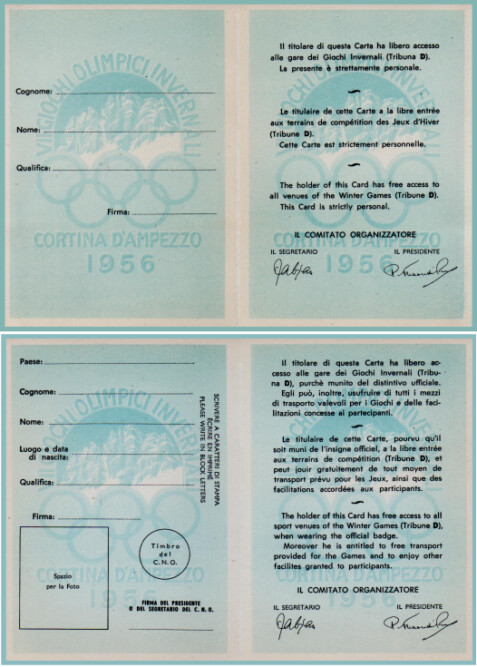 VII GIOCHI OLIMPICI INVERNALI
Cognome:
Nome:
Qualifica:
Firma:
CORTINA D'AMPEZZO
1956
Il titolare di questa Carta ha libero accesso
alle gare dei Giochi Invernali (Tribuna D).
La presente è strettamente personale.
Le titulaire de cette Carte a la libre entrée
aux terrains de compétition des Jeux d'Hiver
(Tribune D).
Cette Carte est strictement personnelle.
The holder of this Card has free access to
all venues of the Winter Games (Tribune D).
This Card is strictly personal.
IL COMITATO ORGANIZZATORE
IL SEGRETARIO IL PRESIDENTE
CORTINA D'AMPEZZO
1956
Paese:
Cognome:
Nome:
Luogo e data
di nascita:
Qualifica:
Firma:
SCRIVERE A CARATTERI DI STAMPA
ÉCRIRE EN IMPRIMÉ
PLEASE WRITE IN BLOCK LETTERS
Spazio
per la Foto
Timbro
del
C.N.O.
FIRMA DEL PRESIDENTE
O DEL SEGRETARIO DEL C. N. O.
CORTINA D'AMPEZZO
1956
Il titolare di questa Carta ha libero ac-
cesso alle gare dei Giochi Invernali (Tribu-
na D), purchè munito del distintivo ufficiale.
Egli può, inoltre, usufruire di tutti i mezzi
di trasporto valevoli per i Giochi e delle faci-
litazioni concesse ai partecipanti.
Le titulaire de cette Carte, pourvu qu'il
soit muni de l'insigne officiel, a la libre entrée
aux terrains de compétition (Tribune D), et
peut jouir gratuitement de tout moyen de
transport prévu pour les Jeux, ainsi que des
facilitations accordées aux participants.
The holder of this Card has free access to all
sport venues of the Winter Games (Tribune D),
when wearing the official badge.
Moreover he is entitled to free transport
provided for the Games and to enjoy other
facilites granted to participants.
IL COMITATO ORGANIZZATORE
IL SEGRETARIO IL PRESIDENTE
CORTINA D'AMPEZZO
1956